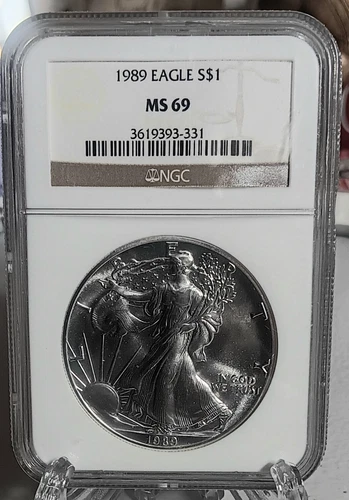 1989 EAGLE S$1
MS 69
3619393-331
NGC
LIBERTY
IN GOD
WE TRUST
1989